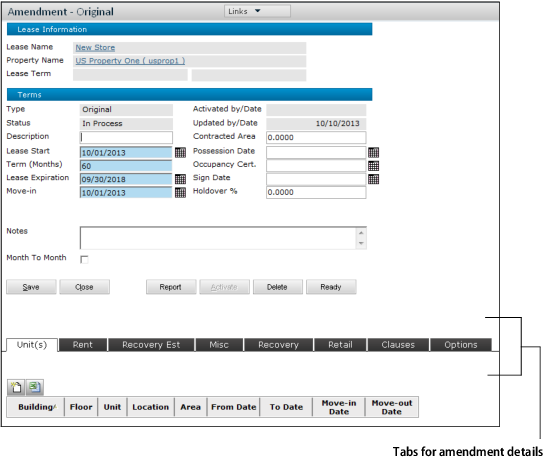 Amendment - Original
Links
Lease Information
Lease Name New Store
Property Name US Property One ( usprop1 )
Lease Term
Terms
Type Original Activated by/Date
Status In Process Updated by/Date 10/10/2013
Description Contracted Area 0.0000
Lease Start 10/01/2013 Possession Date
Term (Months) 60 Occupancy Cert.
Lease Expiration 09/30/2018 Sign Date
Move-in 10/01/2013 Holdover % 0.0000
Notes
Month To Month
Save Close Report Activate Delete Ready
Unit(s) Rent Recovery Est Misc Recovery Retail Clauses Options
Building Floor Unit Location Area From Date To Date Move-in Date Move-out Date
Tabs for amendment details